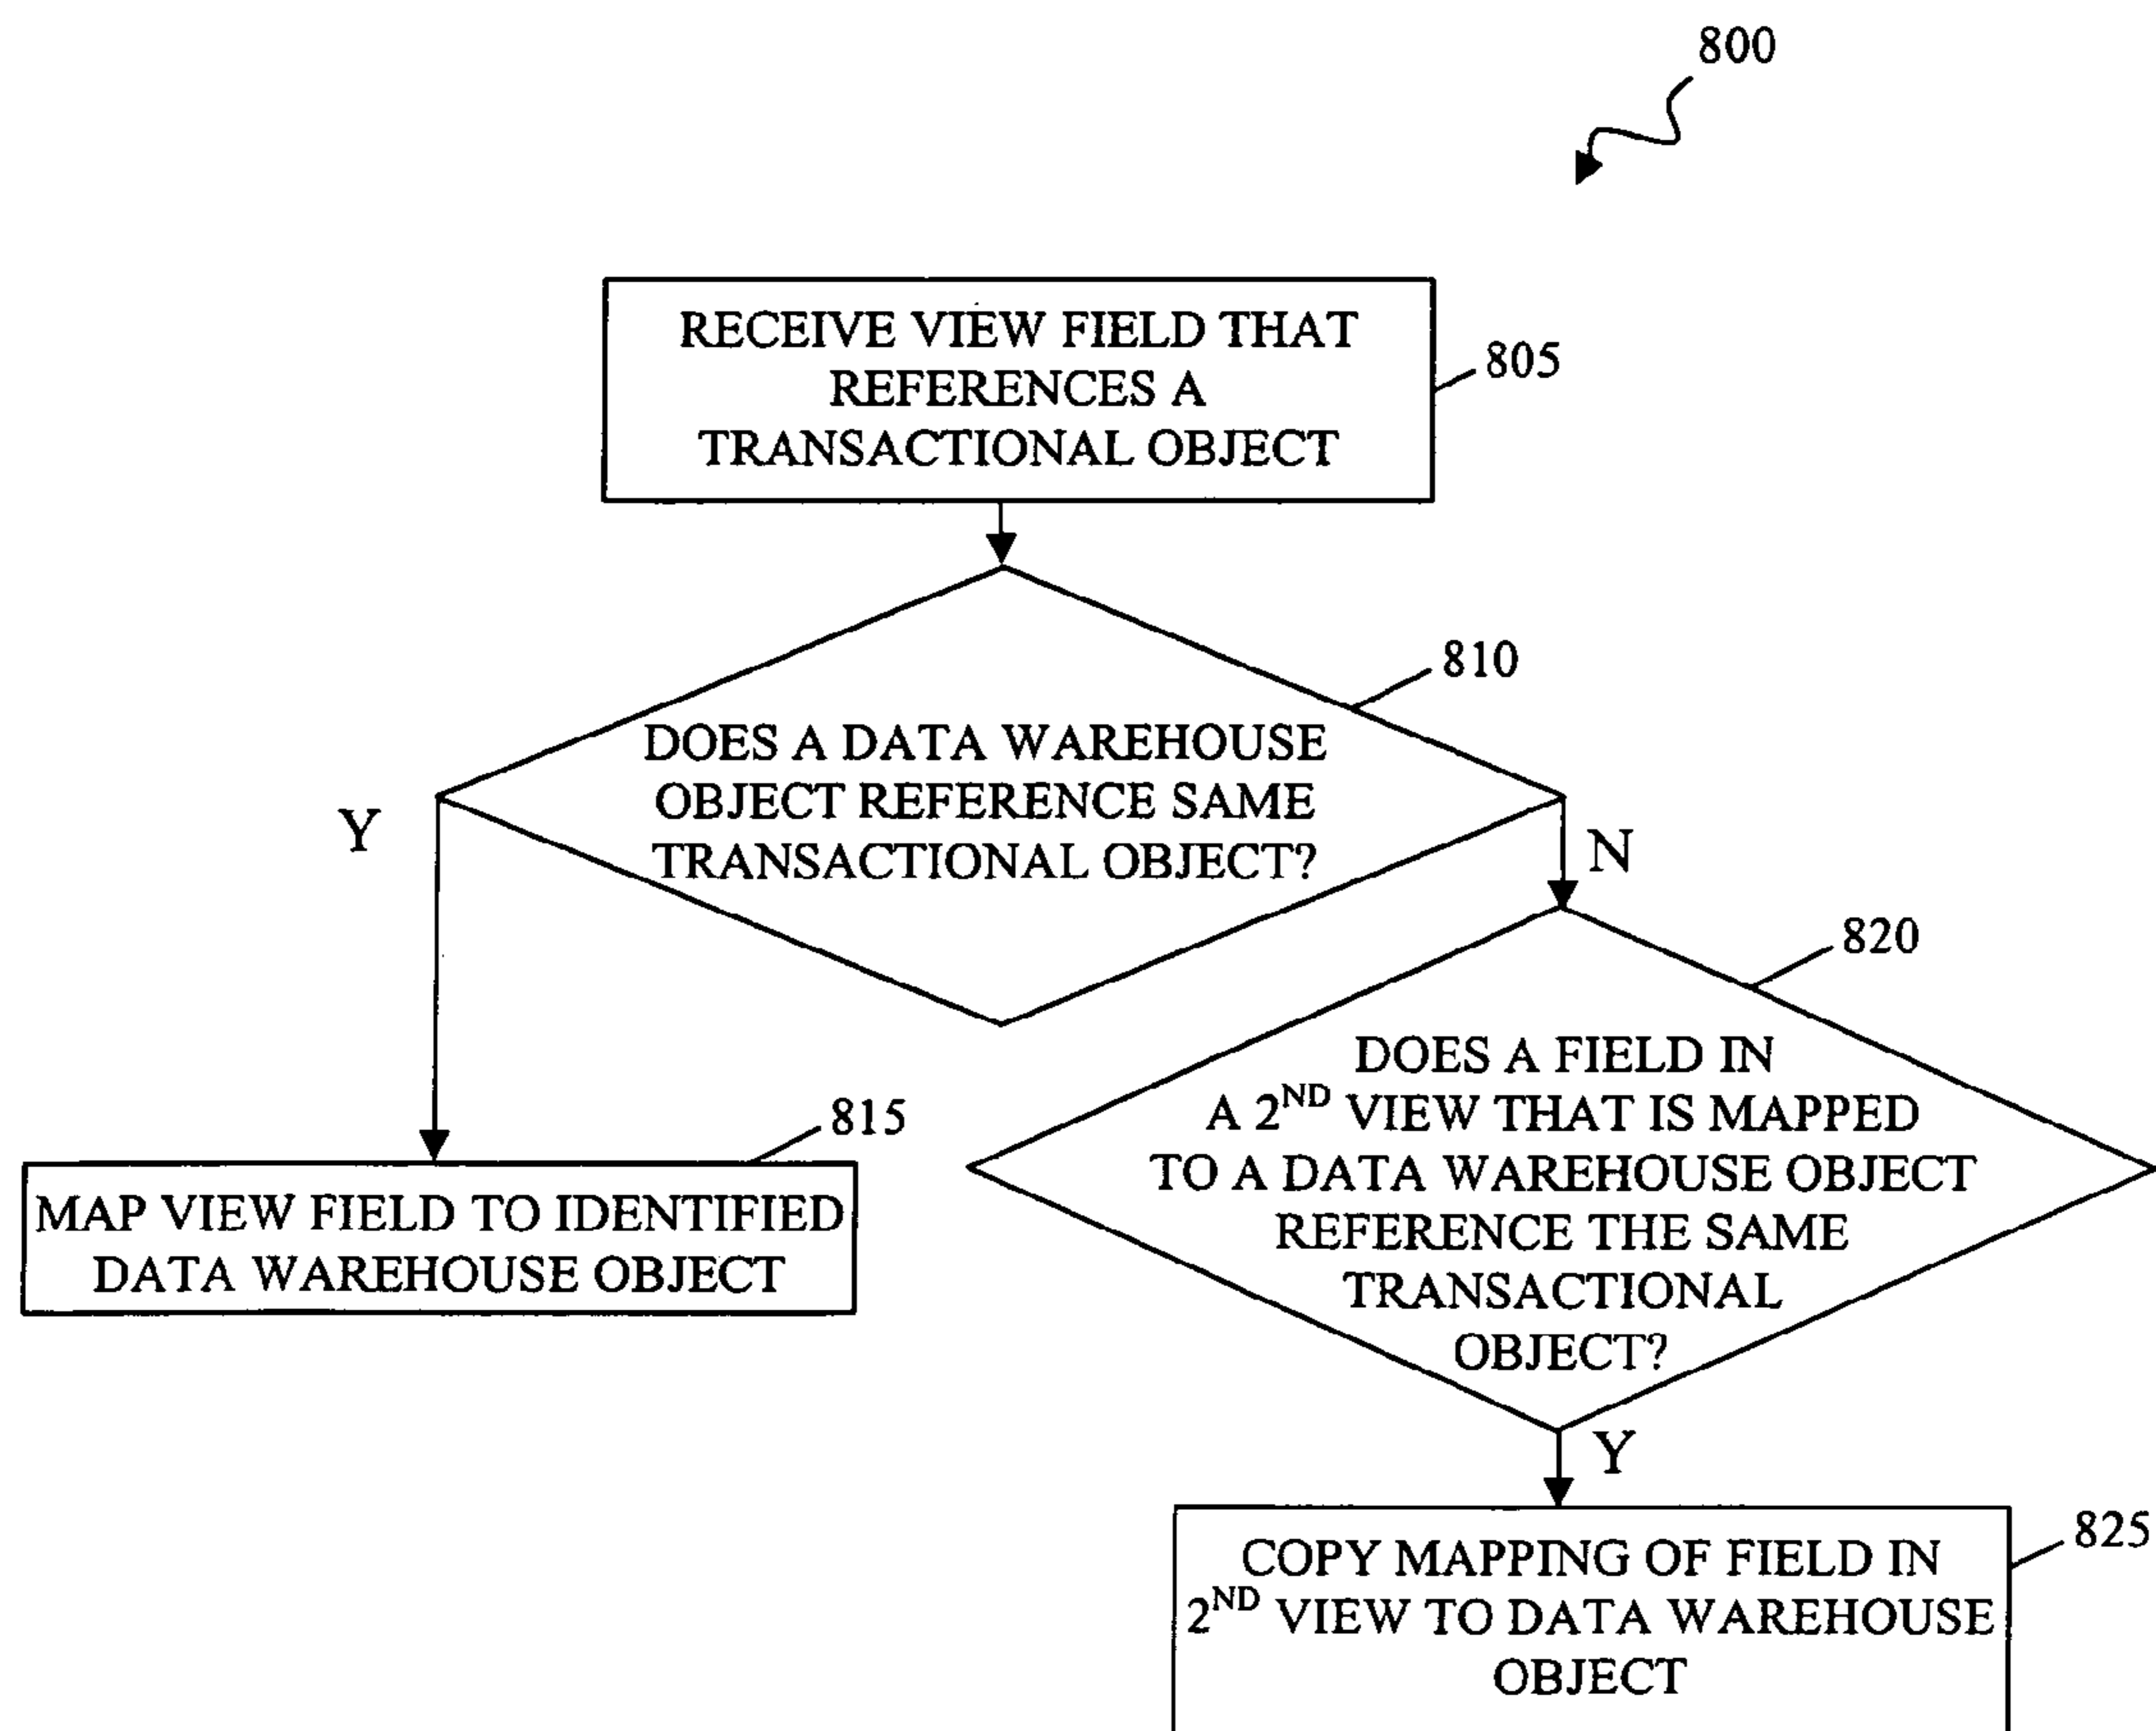 800
RECEIVE VIEW FIELD THAT
REFERENCES A
TRANSACTIONAL OBJECT
805
810
DOES A DATA WAREHOUSE
OBJECT REFERENCE SAME
TRANSACTIONAL OBJECT?
Y
N
820
DOES A FIELD IN
A 2ND VIEW THAT IS MAPPED
TO A DATA WAREHOUSE OBJECT
REFERENCE THE SAME
TRANSACTIONAL
OBJECT?
815
MAP VIEW FIELD TO IDENTIFIED
DATA WAREHOUSE OBJECT
Y
825
COPY MAPPING OF FIELD IN
2ND VIEW TO DATA WAREHOUSE
OBJECT